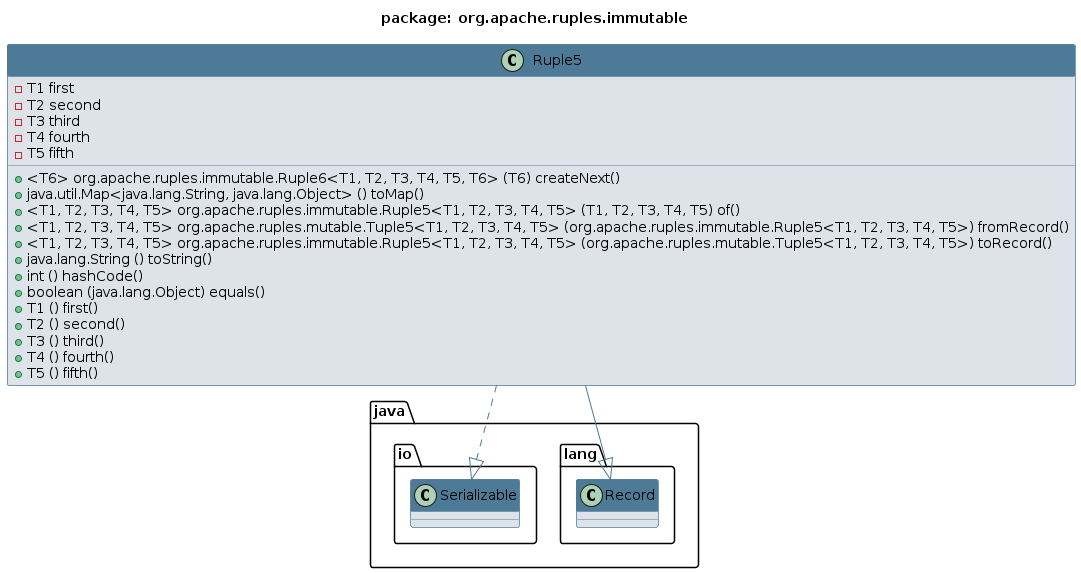 package: org.apache.ruples.immutable
C Ruple5
T1 first
T2 second
T3 third
T4 fourth
T5 fifth
<T6> org.apache.ruples.immutable.Ruple6<T1, T2, T3, T4, T5, T6> (T6) createNext()
java.util.Map<java.lang.String, java.lang.Object> () toMap()
<T1, T2, T3, T4, T5> org.apache.ruples.immutable.Ruple5<T1, T2, T3, T4, T5> (T1, T2, T3, T4, T5) of()
<T1, T2, T3, T4, T5> org.apache.ruples.mutable.Tuple5<T1, T2, T3, T4, T5> (org.apache.ruples.immutable.Ruple5<T1, T2, T3, T4, T5>) fromRecord()
<T1, T2, T3, T4, T5> org.apache.ruples.immutable.Ruple5<T1, T2, T3, T4, T5> (org.apache.ruples.mutable.Tuple5<T1, T2, T3, T4, T5>) toRecord()
java.lang.String () toString()
int () hashCode()
boolean (java.lang.Object) equals()
T1 () first()
T2 () second()
T3 () third()
T4 () fourth()
T5 () fifth()
java
io
lang
C Serializable
C Record